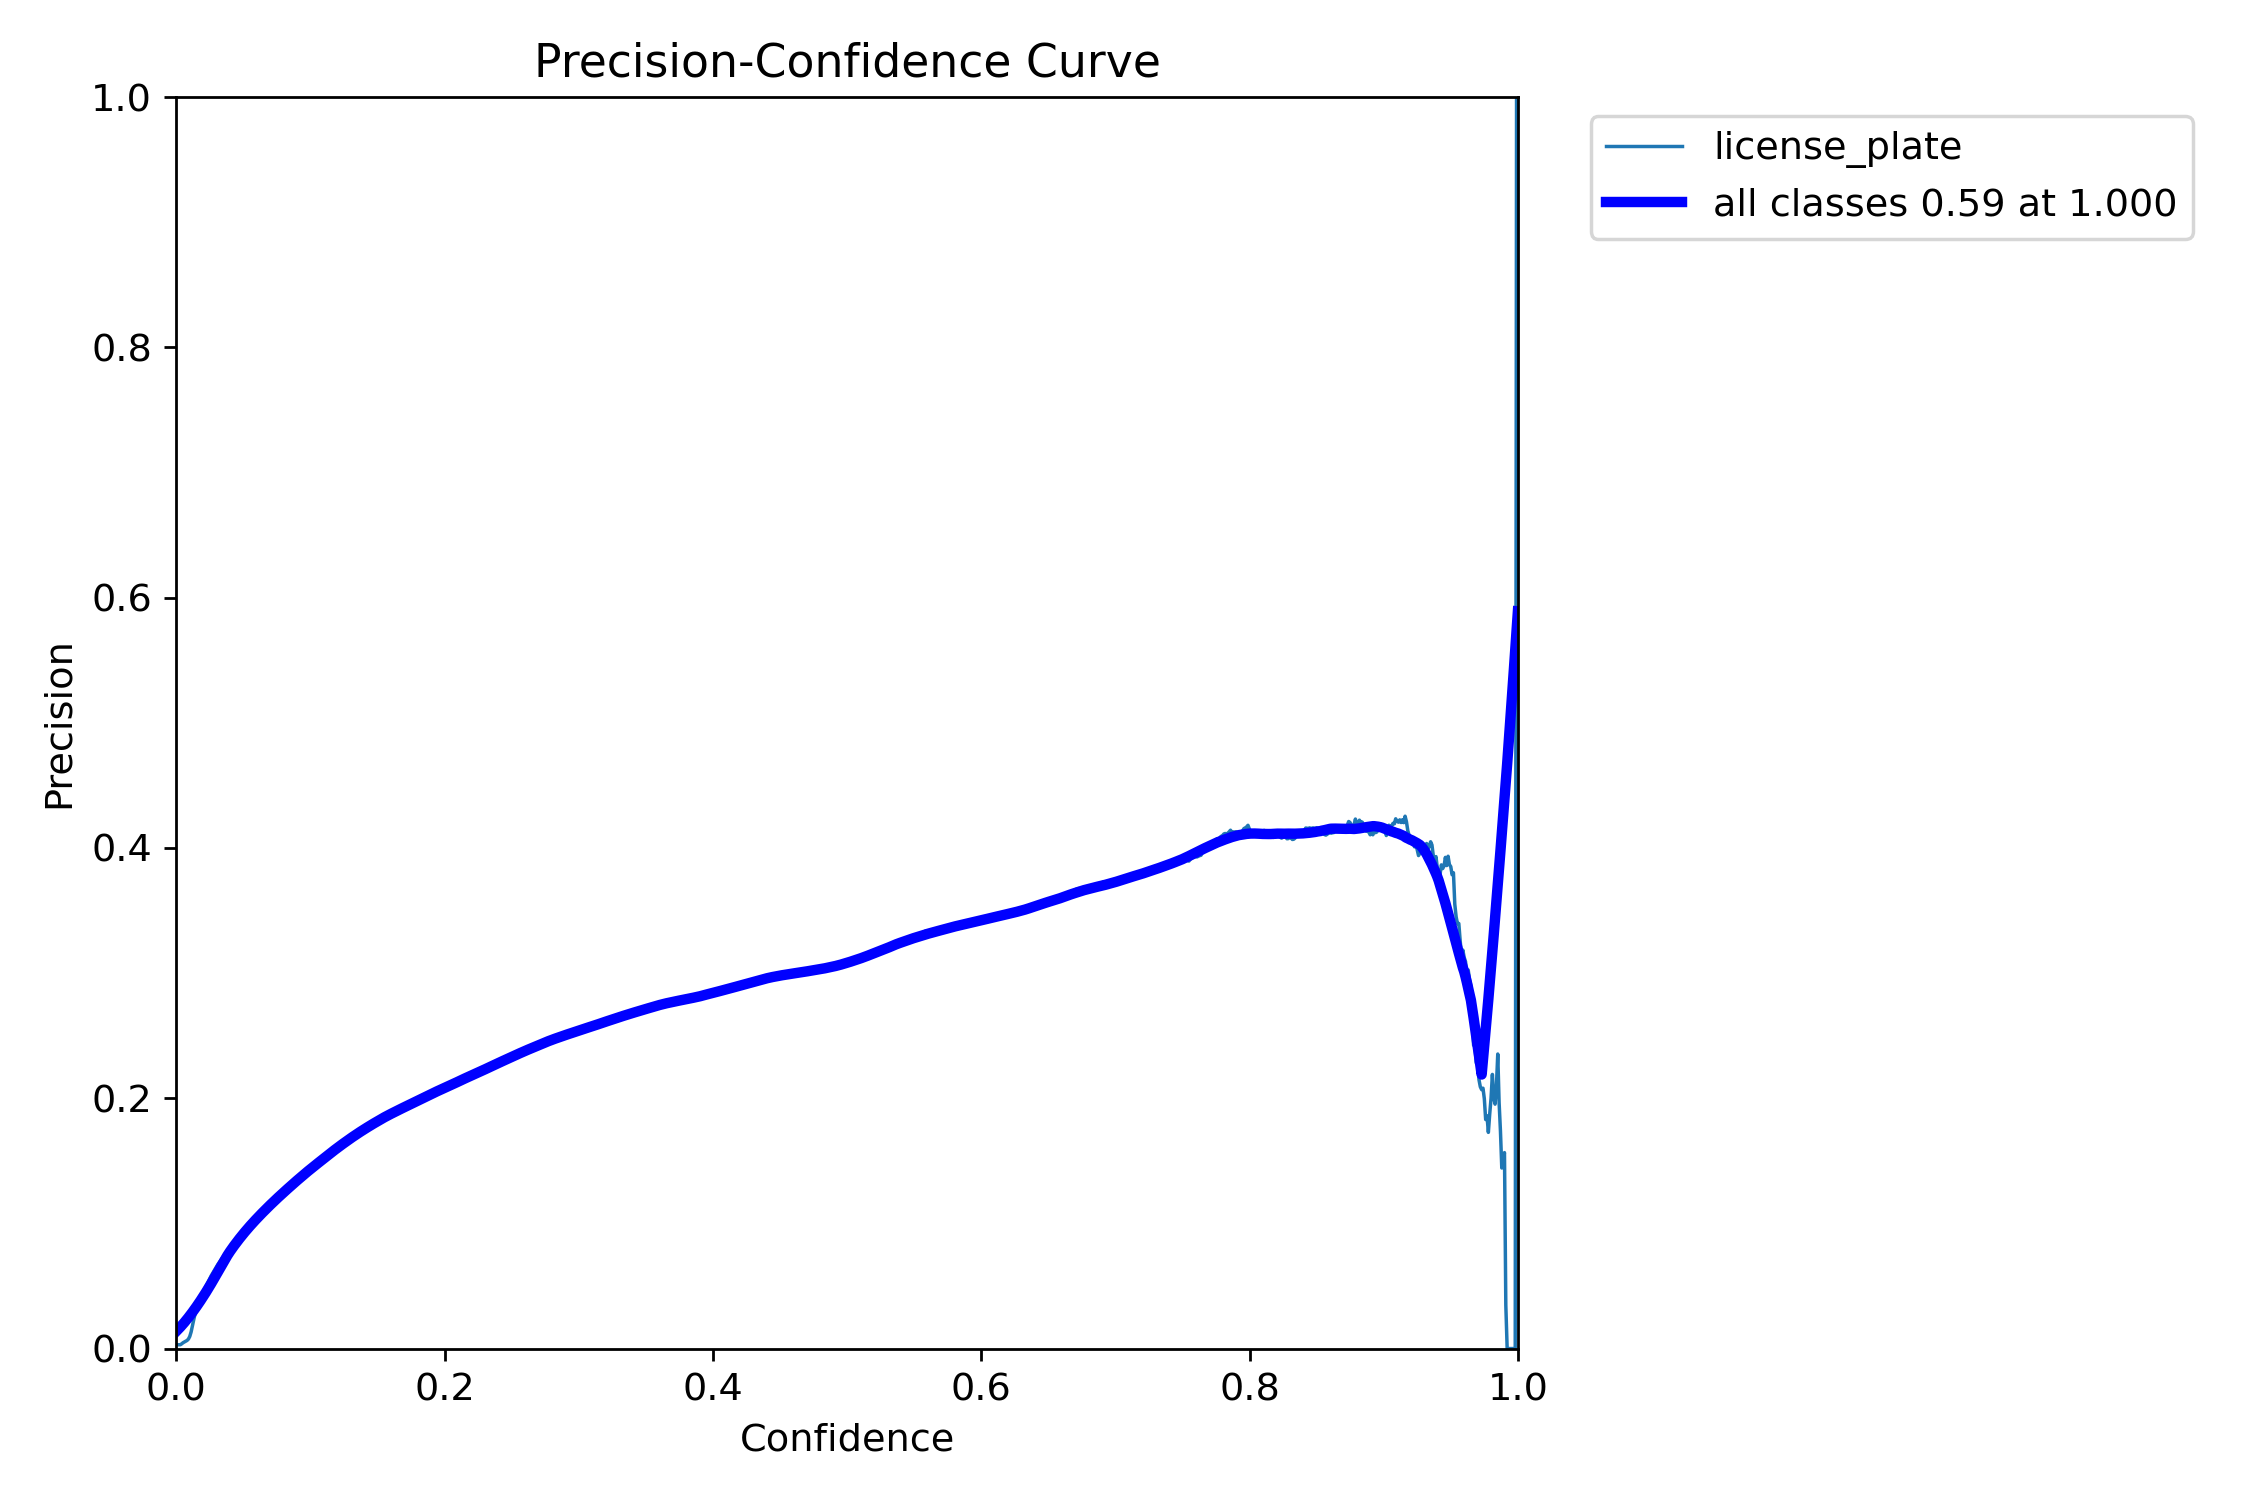 Precision-Confidence Curve
1.0
0.8
0.6
0.4
0.2
0.0
Precision
0.0 0.2 0.4 0.6 0.8 1.0
Confidence
license_plate
all classes 0.59 at 1.000